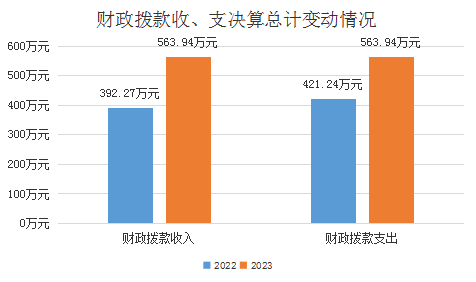 财政拨款收、支决算总计变动情况
600万元
500万元
400万元
300万元
200万元
100万元
0万元
392.27万元
563.94万元
421.24万元
563.94万元
财政拨款收入
财政拨款支出
2022
2023